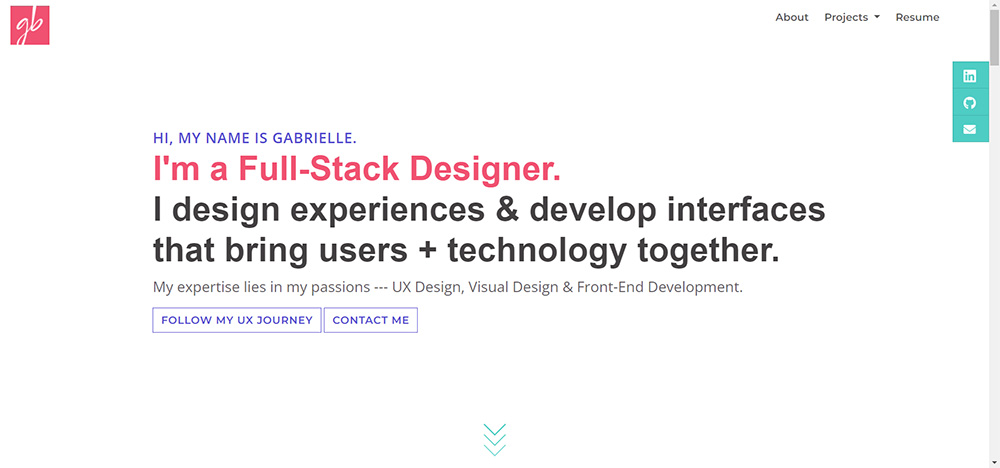 gb
About Projects Resume
HI, MY NAME IS GABRIELLE.
I'm a Full-Stack Designer.
I design experiences & develop interfaces
that bring users + technology together.
My expertise lies in my passions --- UX Design, Visual Design & Front-End Development.
FOLLOW MY UX JOURNEY CONTACT ME